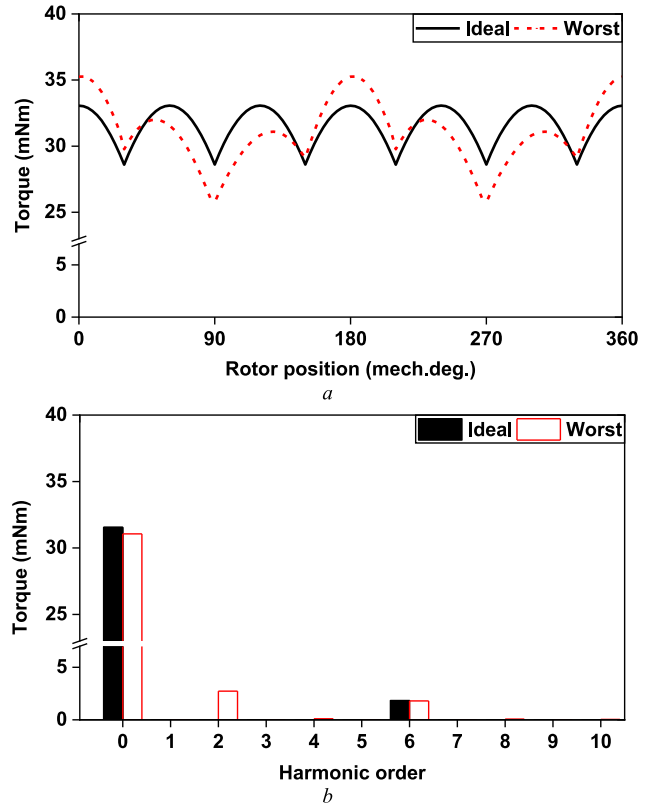 40
Ideal Worst
35
30
25
5
0
Torque (mNm)
0 90 180 270 360
Rotor position (mech.deg.)
a
40
Ideal Worst
35
30
25
5
0
Torque (mNm)
0 1 2 3 4 5 6 7 8 9 10
Harmonic order
b